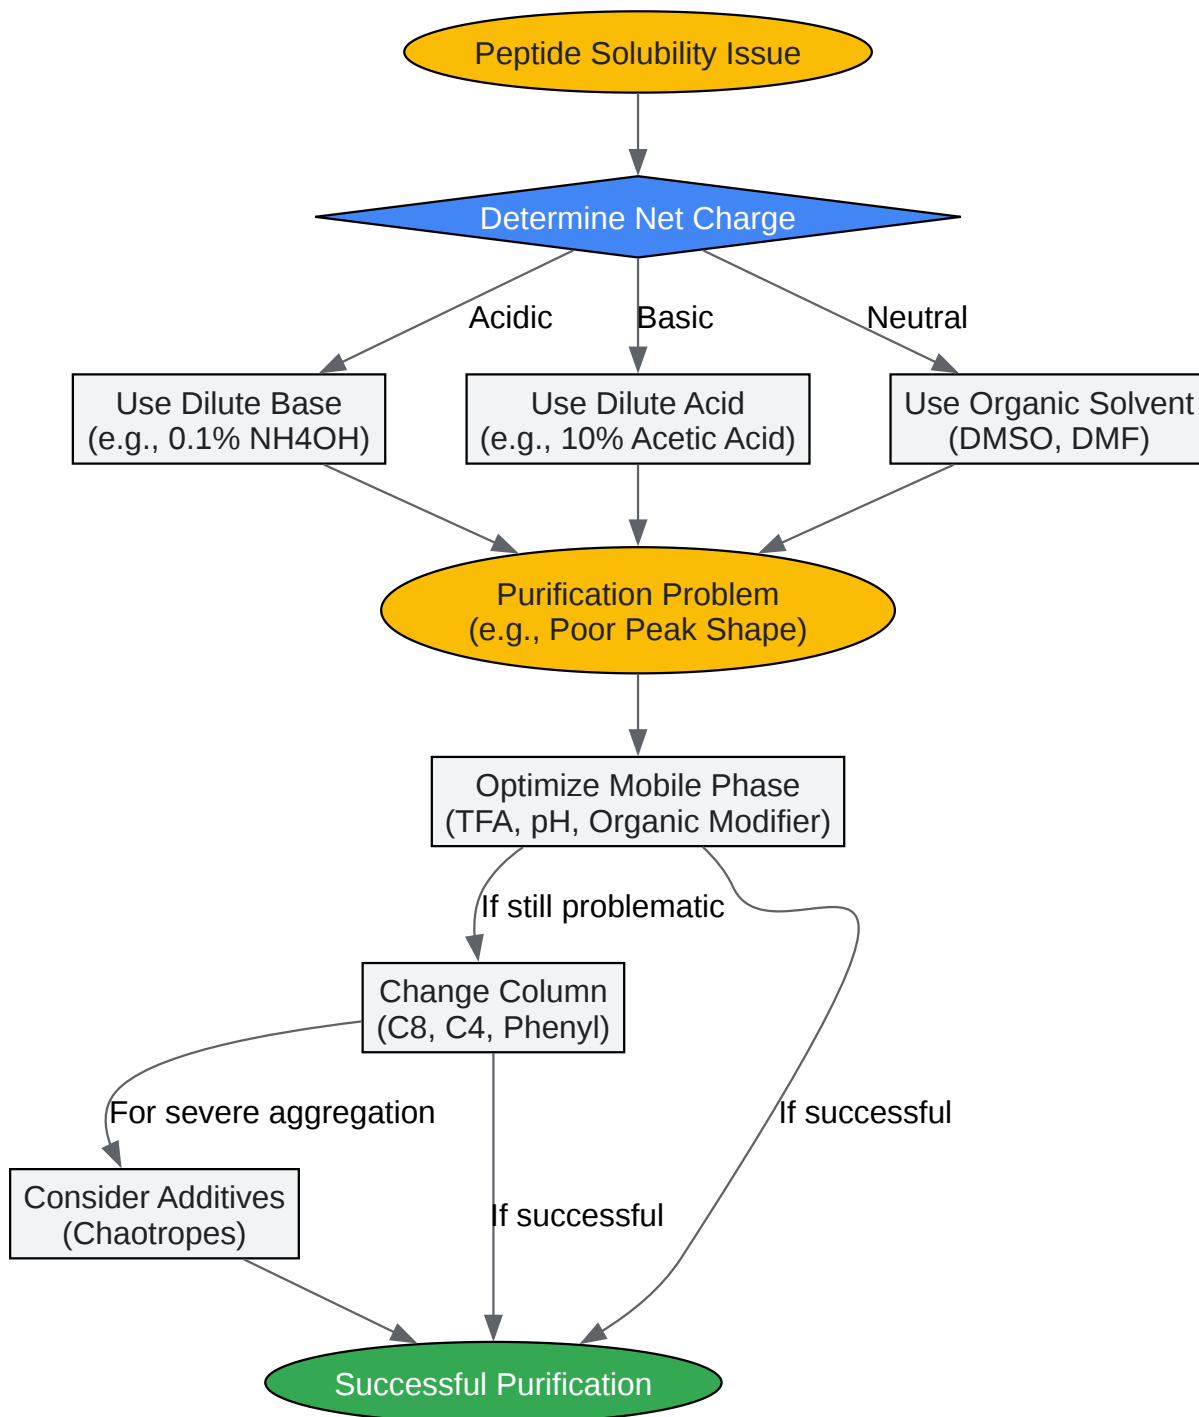 Peptide Solubility Issue
Determine Net Charge
Acidic
Basic
Neutral
Use Dilute Base
(e.g., 0.1% NH4OH)
Use Dilute Acid
(e.g., 10% Acetic Acid)
Use Organic Solvent
(DMSO, DMF)
Purification Problem
(e.g., Poor Peak Shape)
Optimize Mobile Phase
(TFA, pH, Organic Modifier)
If still problematic
Change Column
(C8, C4, Phenyl)
For severe aggregation
If successful
Consider Additives
(Chaotropes)
If successful
Successful Purification